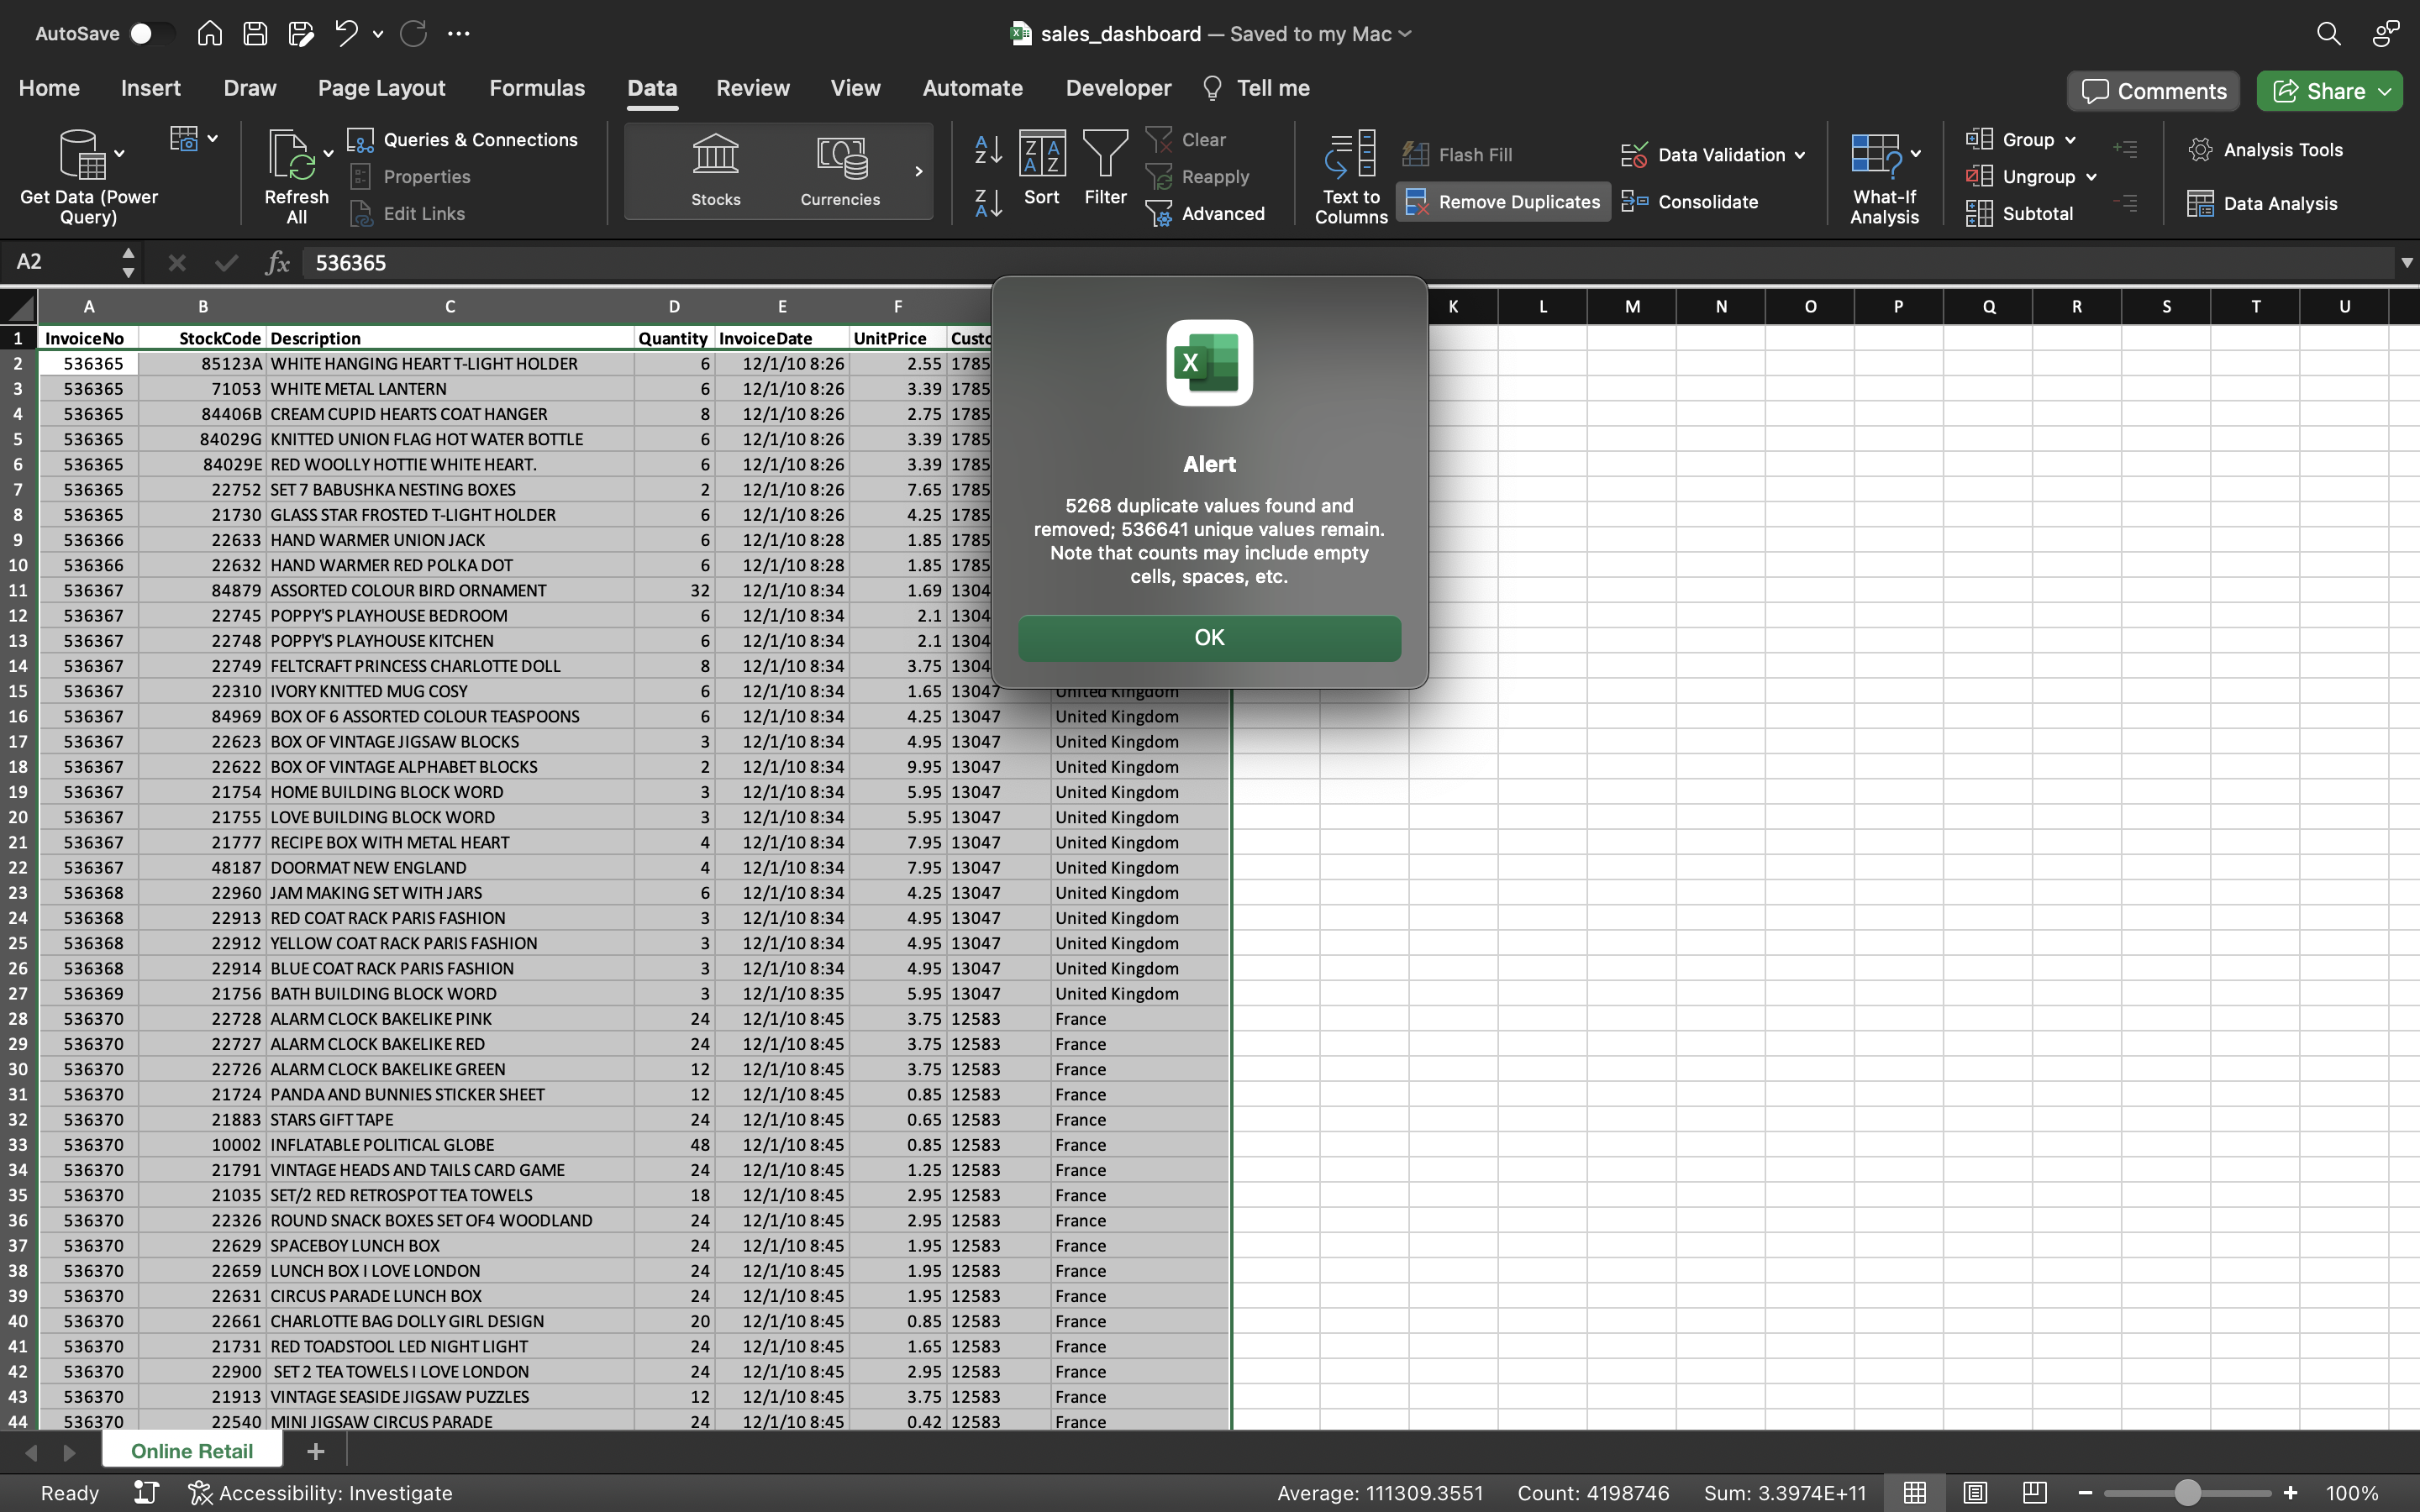 AutoSave
sales_dashboard — Saved to my Mac
Home Insert Draw Page Layout Formulas Data Review View Automate Developer Tell me
Comments Share
Get Data (Power Query)
Refresh All
Queries & Connections
Properties
Edit Links
Stocks Currencies
Sort
Filter
Clear
Reapply
Advanced
Text to Columns
Flash Fill
Remove Duplicates
Data Validation
Consolidate
What-If Analysis
Group
Ungroup
Subtotal
Analysis Tools
Data Analysis
A2 fx 536365
A B C D E F K L M N O P Q R S T U
1 InvoiceNo StockCode Description Quantity InvoiceDate UnitPrice Custo
2 536365 85123A WHITE HANGING HEART T-LIGHT HOLDER 6 12/1/10 8:26 2.55 1785
3 536365 71053 WHITE METAL LANTERN 6 12/1/10 8:26 3.39 1785
4 536365 84406B CREAM CUPID HEARTS COAT HANGER 8 12/1/10 8:26 2.75 1785
5 536365 84029G KNITTED UNION FLAG HOT WATER BOTTLE 6 12/1/10 8:26 3.39 1785
6 536365 84029E RED WOOLLY HOTTIE WHITE HEART. 6 12/1/10 8:26 3.39 1785
7 536365 22752 SET 7 BABUSHKA NESTING BOXES 2 12/1/10 8:26 7.65 1785
8 536365 21730 GLASS STAR FROSTED T-LIGHT HOLDER 6 12/1/10 8:26 4.25 1785
9 536366 22633 HAND WARMER UNION JACK 6 12/1/10 8:28 1.85 1785
10 536366 22632 HAND WARMER RED POLKA DOT 6 12/1/10 8:28 1.85 1785
11 536367 84879 ASSORTED COLOUR BIRD ORNAMENT 32 12/1/10 8:34 1.69 1304
12 536367 22745 POPPY'S PLAYHOUSE BEDROOM 6 12/1/10 8:34 2.1 1304
13 536367 22748 POPPY'S PLAYHOUSE KITCHEN 6 12/1/10 8:34 2.1 1304
14 536367 22749 FELTCRAFT PRINCESS CHARLOTTE DOLL 8 12/1/10 8:34 3.75 1304
15 536367 22310 IVORY KNITTED MUG COSY 6 12/1/10 8:34 1.65 13047 United Kingdom
16 536367 84969 BOX OF 6 ASSORTED COLOUR TEASPOONS 6 12/1/10 8:34 4.25 13047 United Kingdom
17 536367 22623 BOX OF VINTAGE JIGSAW BLOCKS 3 12/1/10 8:34 4.95 13047 United Kingdom
18 536367 22622 BOX OF VINTAGE ALPHABET BLOCKS 2 12/1/10 8:34 9.95 13047 United Kingdom
19 536367 21754 HOME BUILDING BLOCK WORD 3 12/1/10 8:34 5.95 13047 United Kingdom
20 536367 21755 LOVE BUILDING BLOCK WORD 3 12/1/10 8:34 5.95 13047 United Kingdom
21 536367 21777 RECIPE BOX WITH METAL HEART 4 12/1/10 8:34 7.95 13047 United Kingdom
22 536367 48187 DOORMAT NEW ENGLAND 4 12/1/10 8:34 7.95 13047 United Kingdom
23 536368 22960 JAM MAKING SET WITH JARS 6 12/1/10 8:34 4.25 13047 United Kingdom
24 536368 22913 RED COAT RACK PARIS FASHION 3 12/1/10 8:34 4.95 13047 United Kingdom
25 536368 22912 YELLOW COAT RACK PARIS FASHION 3 12/1/10 8:34 4.95 13047 United Kingdom
26 536368 22914 BLUE COAT RACK PARIS FASHION 3 12/1/10 8:34 4.95 13047 United Kingdom
27 536369 21756 BATH BUILDING BLOCK WORD 3 12/1/10 8:35 5.95 13047 United Kingdom
28 536370 22728 ALARM CLOCK BAKELIKE PINK 24 12/1/10 8:45 3.75 12583 France
29 536370 22727 ALARM CLOCK BAKELIKE RED 24 12/1/10 8:45 3.75 12583 France
30 536370 22726 ALARM CLOCK BAKELIKE GREEN 12 12/1/10 8:45 3.75 12583 France
31 536370 21724 PANDA AND BUNNIES STICKER SHEET 12 12/1/10 8:45 0.85 12583 France
32 536370 21883 STARS GIFT TAPE 24 12/1/10 8:45 0.65 12583 France
33 536370 10002 INFLATABLE POLITICAL GLOBE 48 12/1/10 8:45 0.85 12583 France
34 536370 21791 VINTAGE HEADS AND TAILS CARD GAME 24 12/1/10 8:45 1.25 12583 France
35 536370 21035 SET/2 RED RETROSPOT TEA TOWELS 18 12/1/10 8:45 2.95 12583 France
36 536370 22326 ROUND SNACK BOXES SET OF4 WOODLAND 24 12/1/10 8:45 2.95 12583 France
37 536370 22629 SPACEBOY LUNCH BOX 24 12/1/10 8:45 1.95 12583 France
38 536370 22659 LUNCH BOX I LOVE LONDON 24 12/1/10 8:45 1.95 12583 France
39 536370 22631 CIRCUS PARADE LUNCH BOX 24 12/1/10 8:45 1.95 12583 France
40 536370 22661 CHARLOTTE BAG DOLLY GIRL DESIGN 20 12/1/10 8:45 0.85 12583 France
41 536370 21731 RED TOADSTOOL LED NIGHT LIGHT 24 12/1/10 8:45 1.65 12583 France
42 536370 22900 SET 2 TEA TOWELS I LOVE LONDON 24 12/1/10 8:45 2.95 12583 France
43 536370 21913 VINTAGE SEASIDE JIGSAW PUZZLES 12 12/1/10 8:45 3.75 12583 France
44 536370 22540 MINI JIGSAW CIRCUS PARADE 24 12/1/10 8:45 0.42 12583 France
Alert
5268 duplicate values found and
removed; 536641 unique values remain.
Note that counts may include empty
cells, spaces, etc.
OK
Online Retail
Ready Accessibility: Investigate Average: 111309.3551 Count: 4198746 Sum: 3.3974E+11 100%